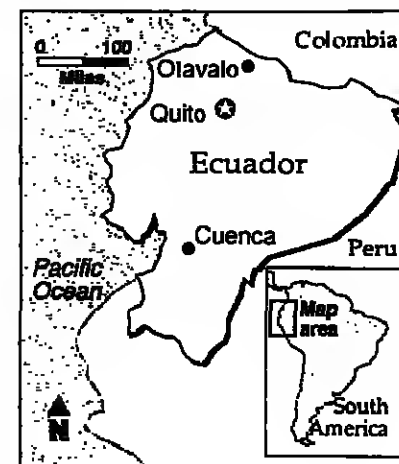 0 100
Miles
Colombia
Olavalo
Quito
Ecuador
Cuenca
Peru
Pacific
Ocean
Map
area
South
America
N